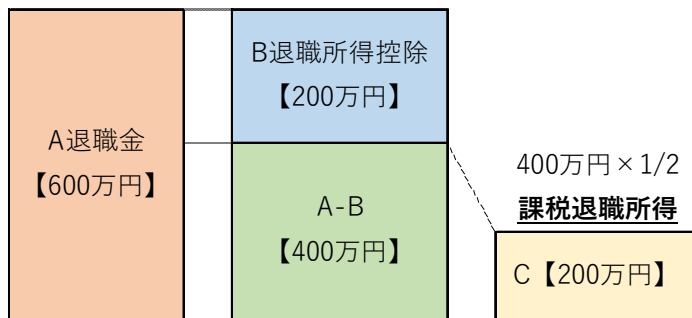 A退職金
【600万円】
B退職所得控除
【200万円】
A-B
【400万円】
400万円×1/2
課税退職所得
C【200万円】